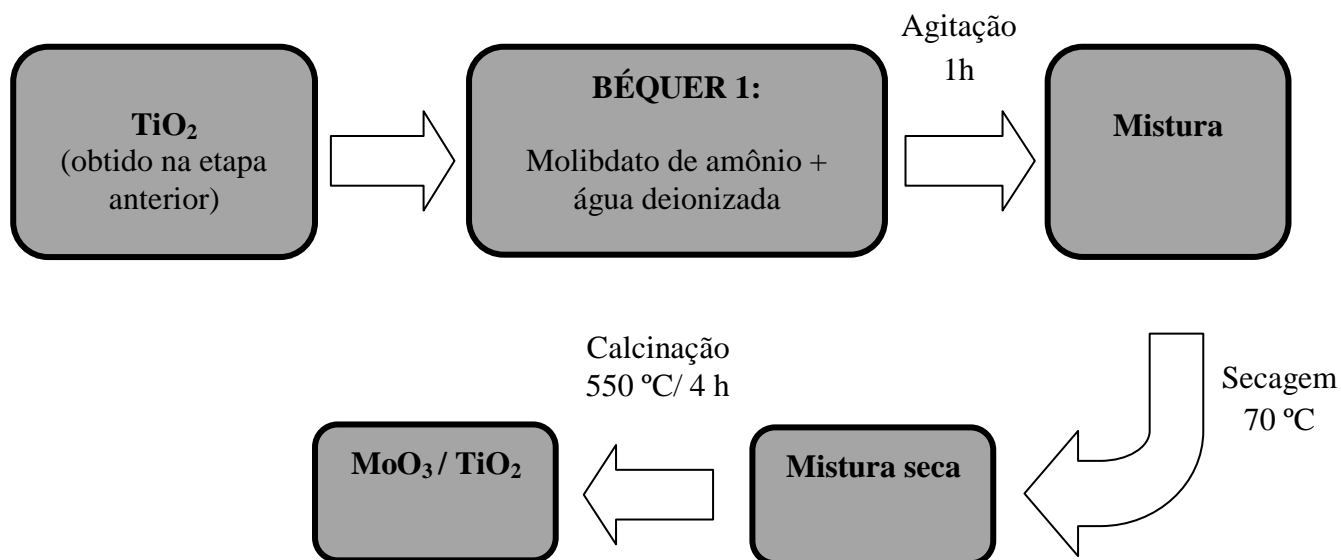 TiO₂
(obtido na etapa
anterior)
BÉQUER 1:
Molibdato de amônio +
água deionizada
Agitação
1h
Mistura
Secagem
70 ºC
Mistura seca
Calcinação
550 ºC/ 4 h
MoO₃ / TiO₂